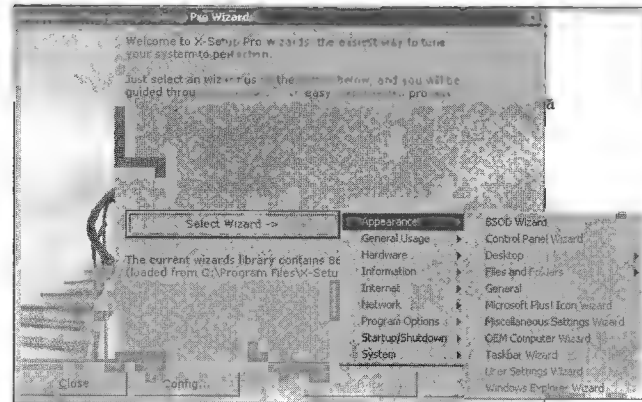 Pro Wizard
Welcome to X-Setup Pro Wizards the easiest way to tune
your system to perfection.
Just select an wizard the below, and you will be
guided easy
Select Wizard ->
The current wizards library contains 86
(loaded from C:\Program Files\X-Setu
Appearance
General Usage
Hardware
Information
Internet
Network
Program Options
Startup/Shutdown
System
BSOD Wizard
Control Panel Wizard
Desktop
Files and Folders
General
Microsoft Plus! Icon Wizard
Miscellaneous Settings Wizard
OEM Computer Wizard
Taskbar Wizard
User Settings Wizard
Windows Explorer Wizard
Close
Config...